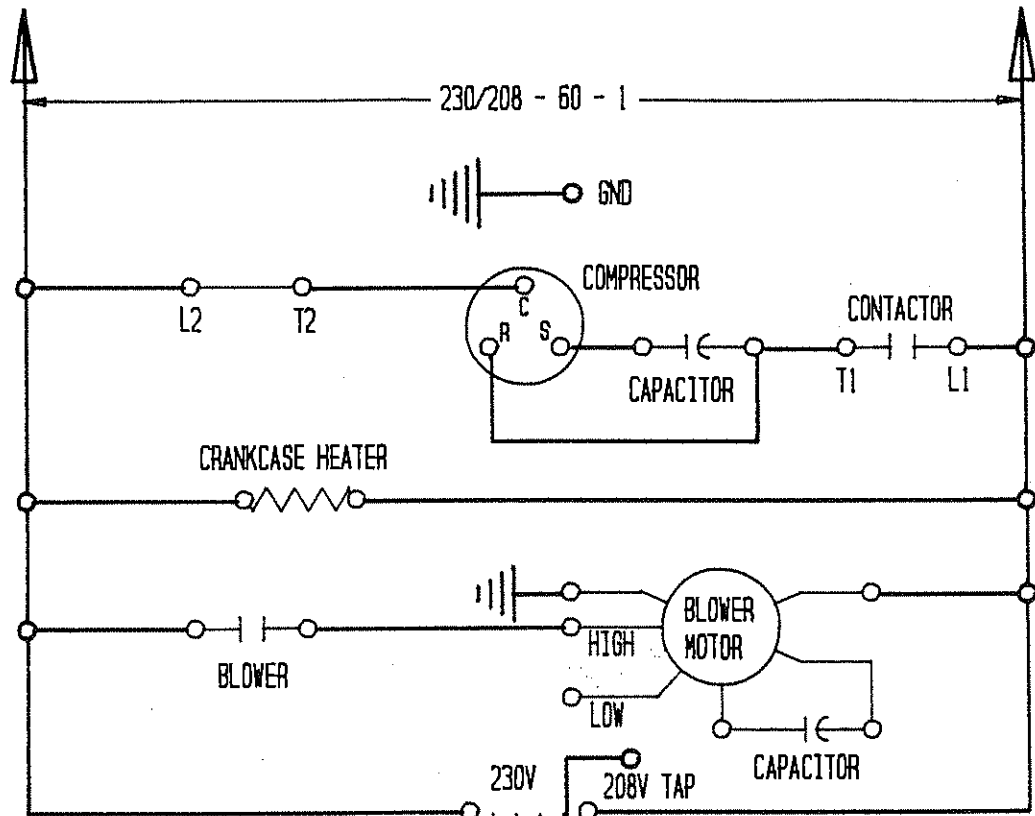 230/208 - 60 - 1
GND
COMPRESSOR
C
R S
L2 T2
CONTACTOR
CAPACITOR
T1 L1
CRANKCASE HEATER
BLOWER MOTOR
HIGH
BLOWER
LOW
CAPACITOR
230V
208V TAP